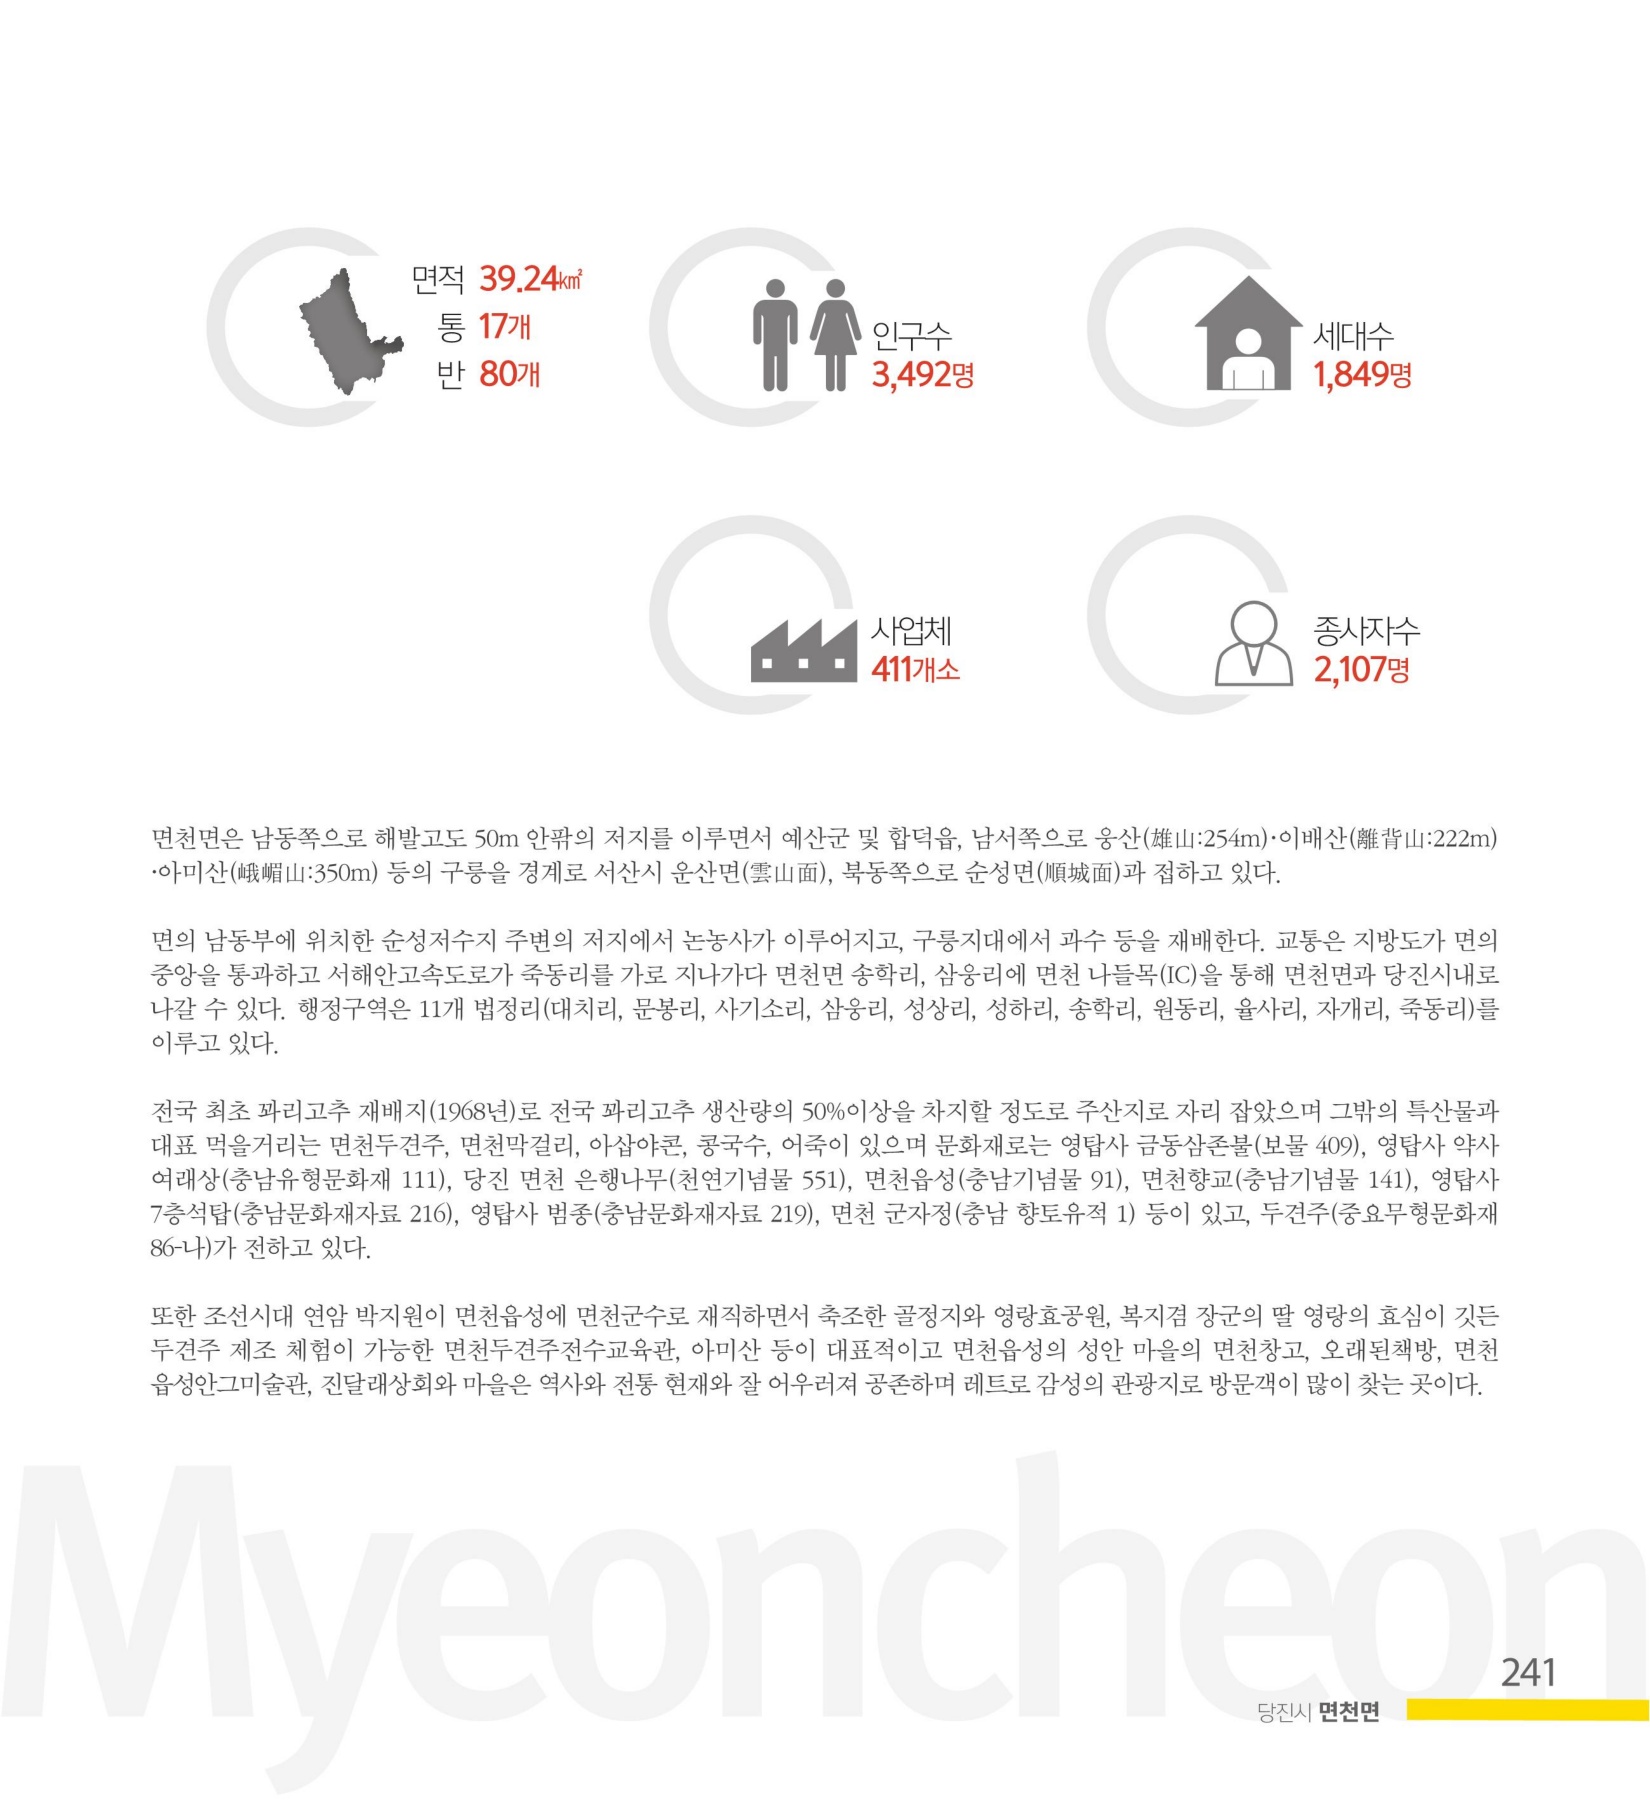 면적 39.24㎢
통 17개
반 80개
인구수
3,492명
세대수
1,849명
사업체
411개소
종사자수
2,107명
면천면은 남동쪽으로 해발고도 50m 안팎의 저지를 이루면서 예산군 및 합덕읍, 남서쪽으로 웅산(雄山:254m)·이배산(離背山:222m)
·아미산(峨嵋山:350m) 등의 구릉을 경계로 서산시 운산면(雲山面), 북동쪽으로 순성면(順城面)과 접하고 있다.
면의 남동부에 위치한 순성저수지 주변의 저지에서 논농사가 이루어지고, 구릉지대에서 과수 등을 재배한다. 교통은 지방도가 면의
중앙을 통과하고 서해안고속도로가 죽동리를 가로 지나가다 면천면 송학리, 삼웅리에 면천 나들목(IC)을 통해 면천면과 당진시내로
나갈 수 있다. 행정구역은 11개 법정리(대치리, 문봉리, 사기소리, 삼웅리, 성상리, 성하리, 송학리, 원동리, 율사리, 자개리, 죽동리)를
이루고 있다.
전국 최초 꽈리고추 재배지(1968년)로 전국 꽈리고추 생산량의 50%이상을 차지할 정도로 주산지로 자리 잡았으며 그밖의 특산물과
대표 먹을거리는 면천두견주, 면천막걸리, 아삽야콘, 콩국수, 어죽이 있으며 문화재로는 영탑사 금동삼존불(보물 409), 영탑사 약사
여래상(충남유형문화재 111), 당진 면천 은행나무(천연기념물 551), 면천읍성(충남기념물 91), 면천향교(충남기념물 141), 영탑사
7층석탑(충남문화재자료 216), 영탑사 범종(충남문화재자료 219), 면천 군자정(충남 향토유적 1) 등이 있고, 두견주(중요무형문화재
86-나)가 전하고 있다.
또한 조선시대 연암 박지원이 면천읍성에 면천군수로 재직하면서 축조한 골정지와 영랑효공원, 복지겸 장군의 딸 영랑의 효심이 깃든
두견주 제조 체험이 가능한 면천두견주전수교육관, 아미산 등이 대표적이고 면천읍성의 성안 마을의 면천창고, 오래된책방, 면천
읍성안그미술관, 진달래상회와 마을은 역사와 전통 현재와 잘 어우러져 공존하며 레트로 감성의 관광지로 방문객이 많이 찾는 곳이다.
Myeoncheon
241
당진시 면천면